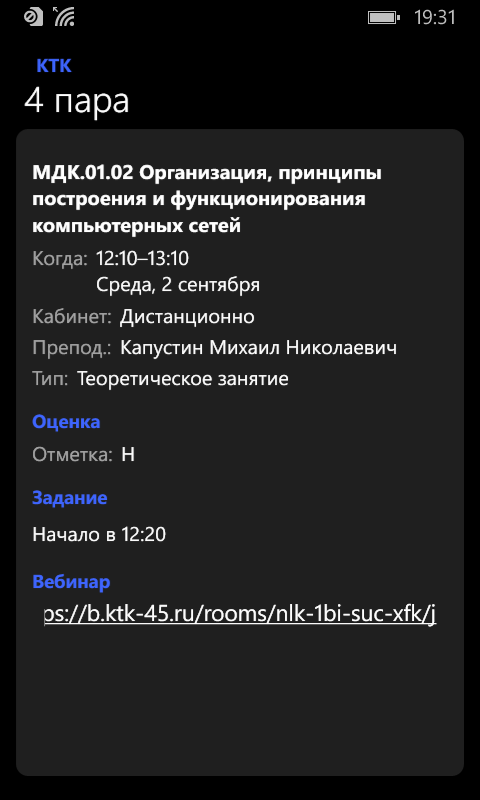 19:31
КТК
4 пара
МДК.01.02 Организация, принципы
построения и функционирования
компьютерных сетей
Когда: 12:10–13:10
Среда, 2 сентября
Кабинет: Дистанционно
Препод.: Капустин Михаил Николаевич
Тип: Теоретическое занятие
Оценка
Отметка: Н
Задание
Начало в 12:20
Вебинар
ps://b.ktk-45.ru/rooms/nlk-1bi-suc-xfk/j